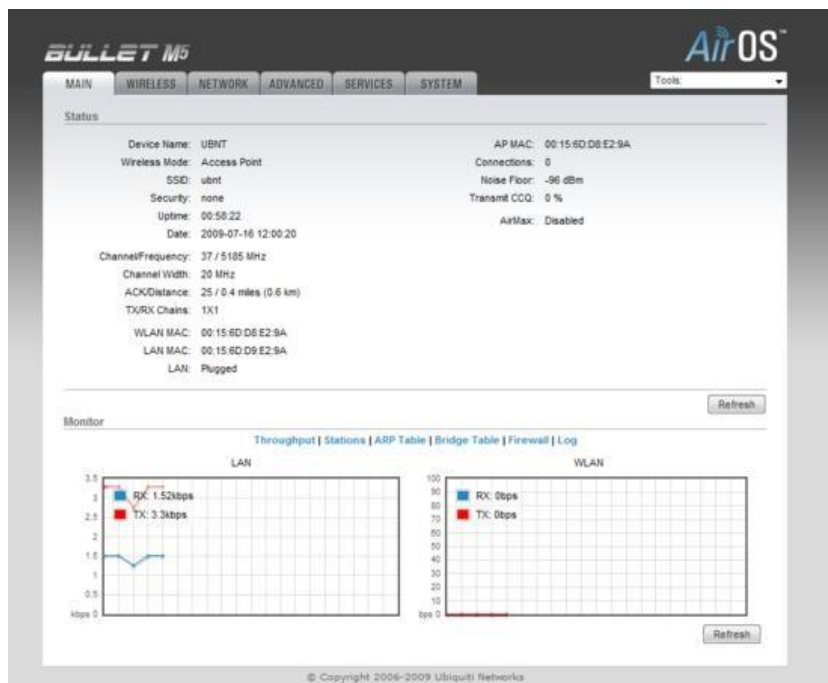 BULLET M5
AirOS™
MAIN WIRELESS NETWORK ADVANCED SERVICES SYSTEM
Tools:
Status
Device Name: UBNT
Wireless Mode: Access Point
SSID: ubnt
Security: none
Uptime: 00:58:22
Date: 2009-07-16 12:00:20
Channel/Frequency: 37 / 5185 MHz
Channel Width: 20 MHz
ACK/Distance: 25 / 0.4 miles (0.6 km)
TX/RX Chains: 1X1
WLAN MAC: 00:15:6D:D8:E2:9A
LAN MAC: 00:15:6D:D9:E2:9A
LAN: Plugged
AP MAC: 00:15:6D:D8:E2:9A
Connections: 0
Noise Floor: -96 dBm
Transmit CCQ: 0 %
AirMax: Disabled
Refresh
Monitor
Throughput | Stations | ARP Table | Bridge Table | Firewall | Log
LAN
3.5
3
2.5
2
1.5
1
0.5
kbps 0
RX: 1.52kbps
TX: 3.3kbps
WLAN
100
90
80
70
60
50
40
30
20
10
bps 0
RX: 0bps
TX: 0bps
Refresh
© Copyright 2006-2009 Ubiquiti Networks